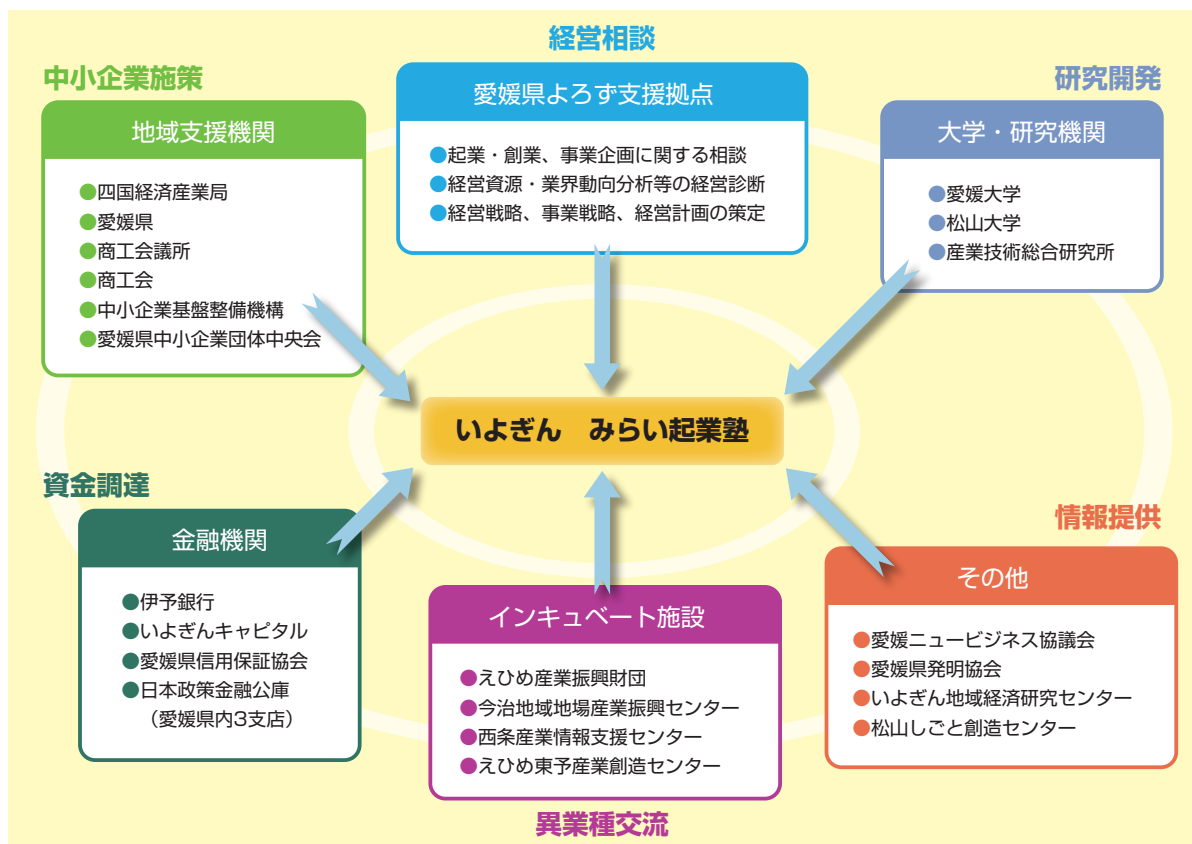 経営相談
愛媛県よろず支援拠点
●起業・創業、事業企画に関する相談
●経営資源・業界動向分析等の経営診断
●経営戦略、事業戦略、経営計画の策定
中小企業施策
地域支援機関
●四国経済産業局
●愛媛県
●商工会議所
●商工会
●中小企業基盤整備機構
●愛媛県中小企業団体中央会
研究開発
大学・研究機関
●愛媛大学
●松山大学
●産業技術総合研究所
いよぎん　みらい起業塾
資金調達
金融機関
●伊予銀行
●いよぎんキャピタル
●愛媛県信用保証協会
●日本政策金融公庫
（愛媛県内3支店）
インキュベート施設
●えひめ産業振興財団
●今治地域地場産業振興センター
●西条産業情報支援センター
●えひめ東予産業創造センター
異業種交流
情報提供
その他
●愛媛ニュービジネス協議会
●愛媛県発明協会
●いよぎん地域経済研究センター
●松山しごと創造センター